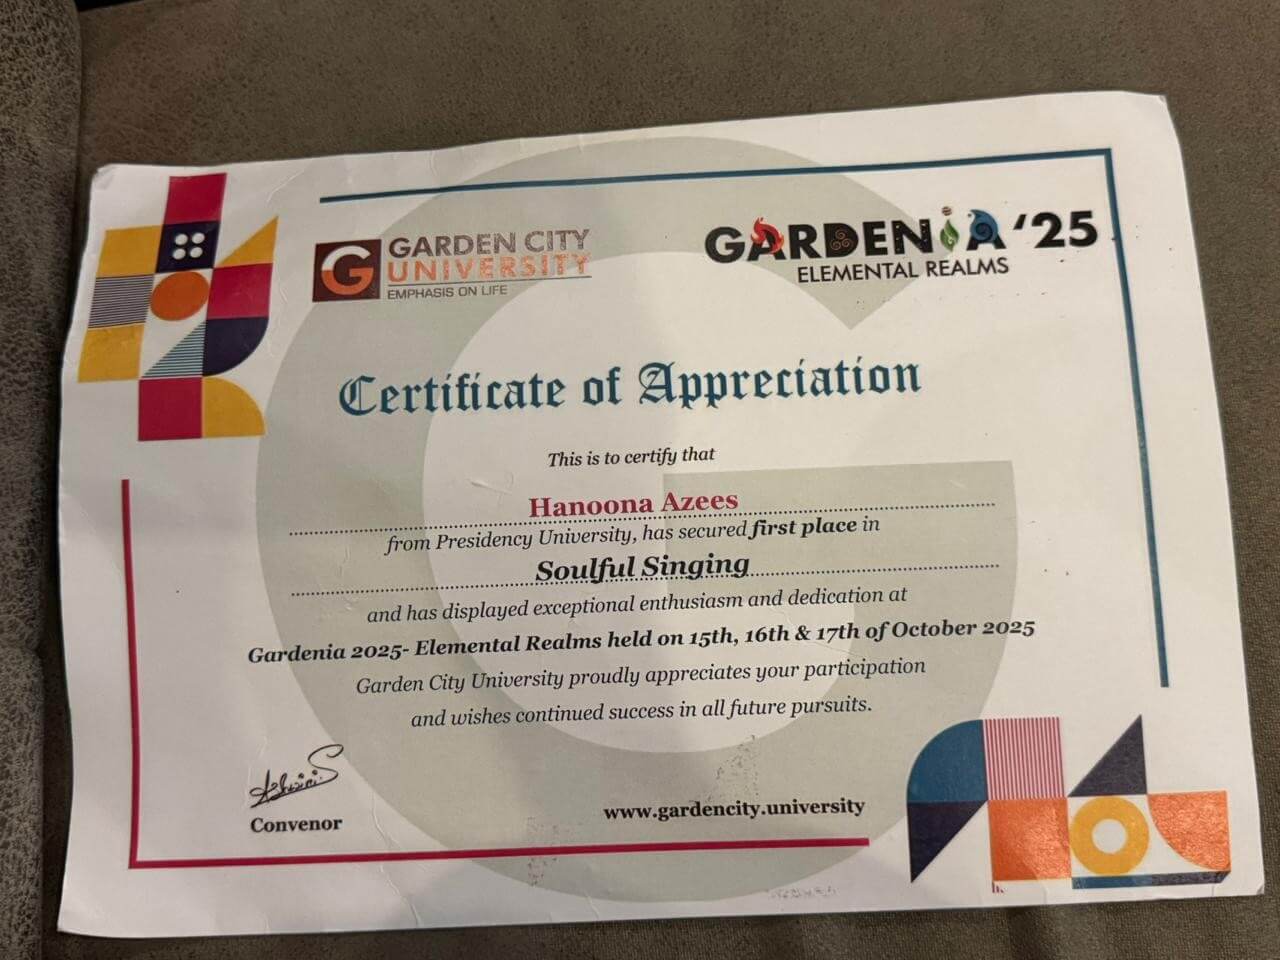 GARDEN CITY
UNIVERSITY
EMPHASIS ON LIFE
GARDENIA '25
ELEMENTAL REALMS
Certificate of Appreciation
This is to certify that
Hanoona Azees
from Presidency University, has secured first place in
Soulful Singing
and has displayed exceptional enthusiasm and dedication at
Gardenia 2025- Elemental Realms held on 15th, 16th & 17th of October 2025
Garden City University proudly appreciates your participation
and wishes continued success in all future pursuits.
Convenor
www.gardencity.university